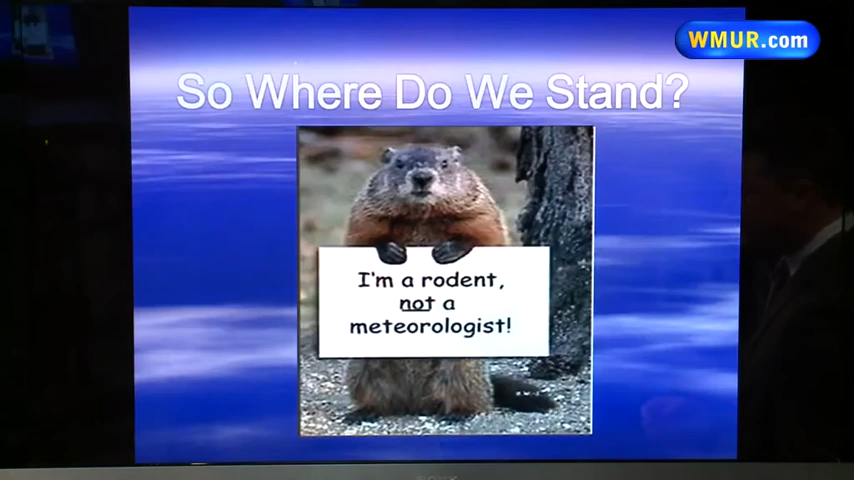 WMUR.com
So Where Do We Stand?
I'm a rodent,
not a
meteorologist!